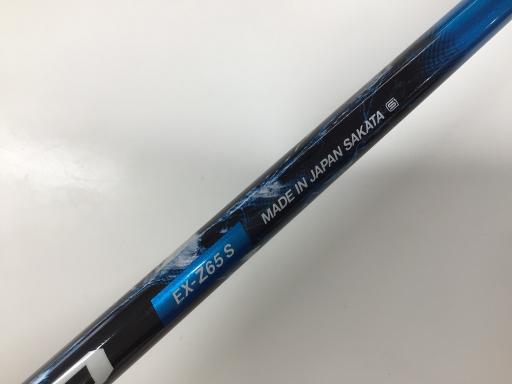 EX-Z65 S
MADE IN JAPAN SAKATA S